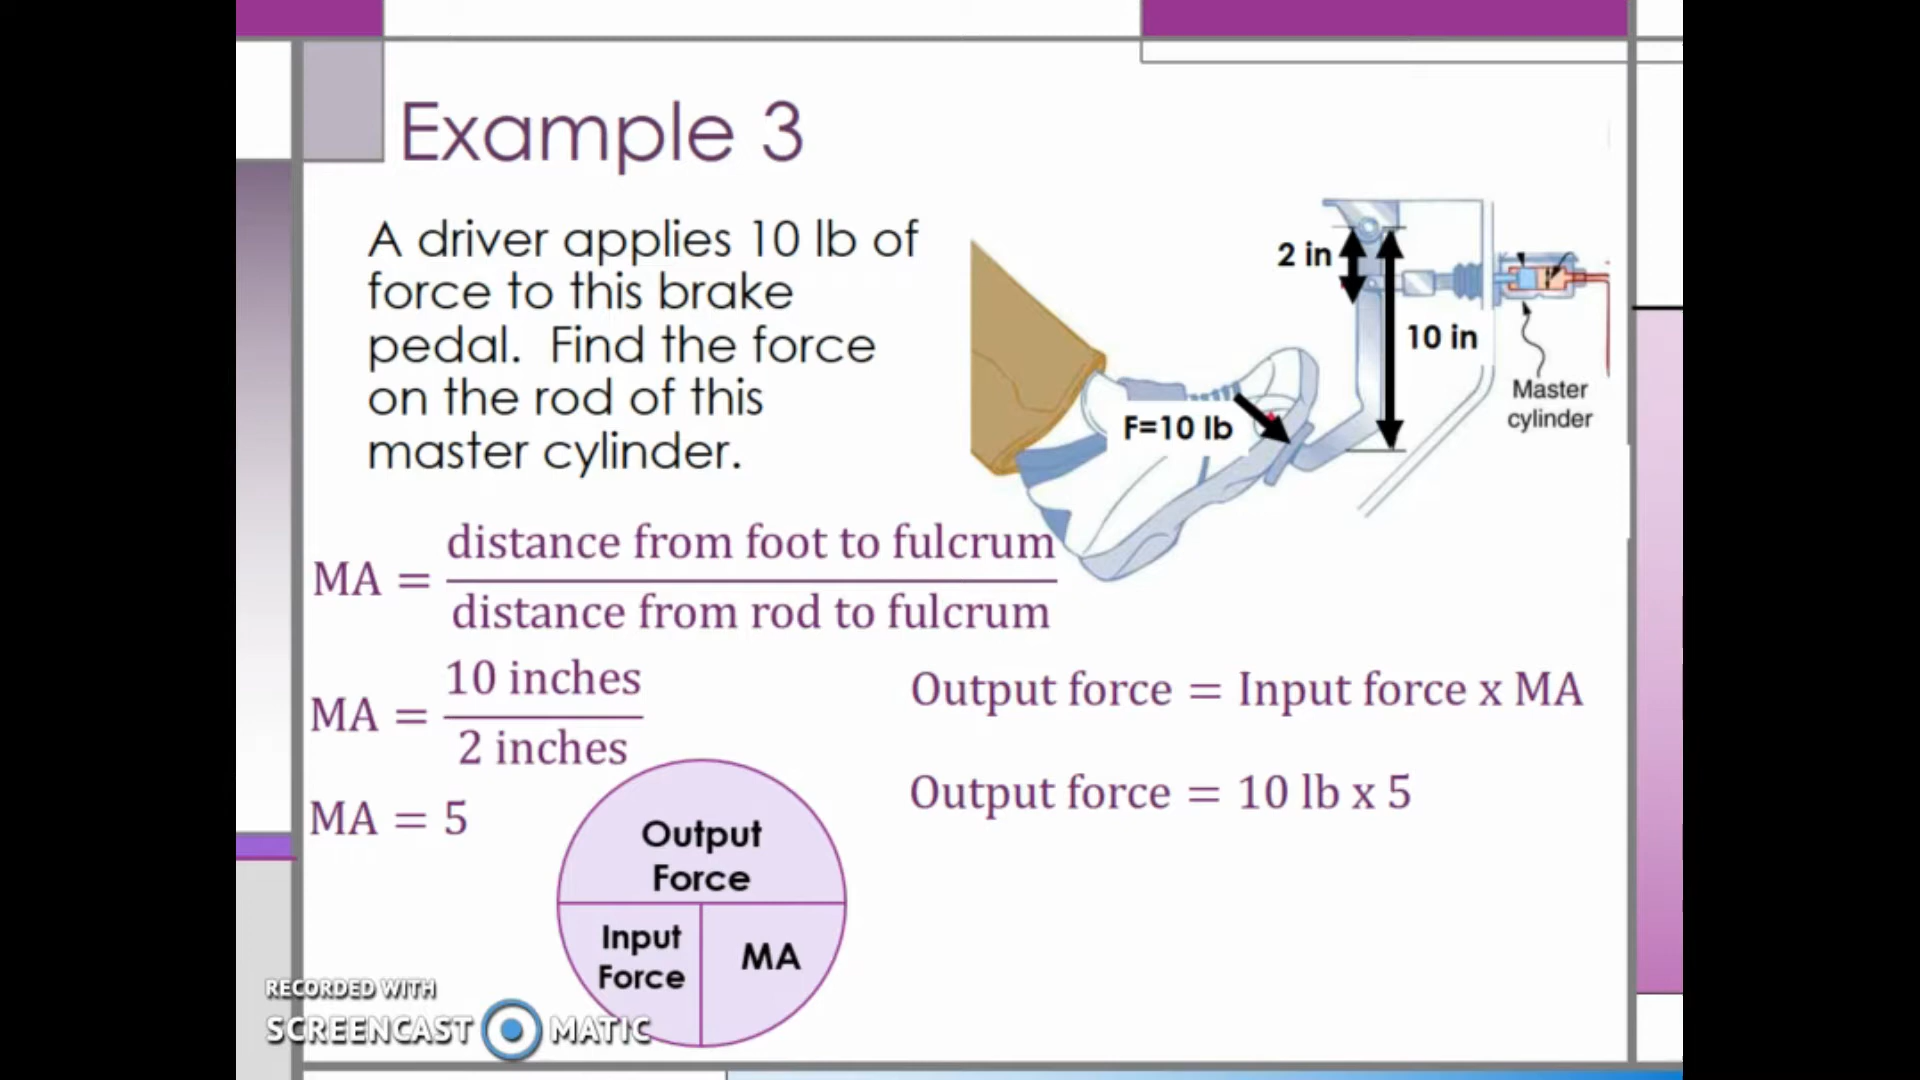 Example 3
A driver applies 10 lb of
force to this brake
pedal. Find the force
on the rod of this
master cylinder.
2 in
10 in
F=10 lb
Master
cylinder
MA = distance from foot to fulcrum / distance from rod to fulcrum
MA = 10 inches / 2 inches
MA = 5
Output force = Input force x MA
Output force = 10 lb x 5
Output
Force
Input
Force
MA
RECORDED WITH
SCREENCAST MATIC